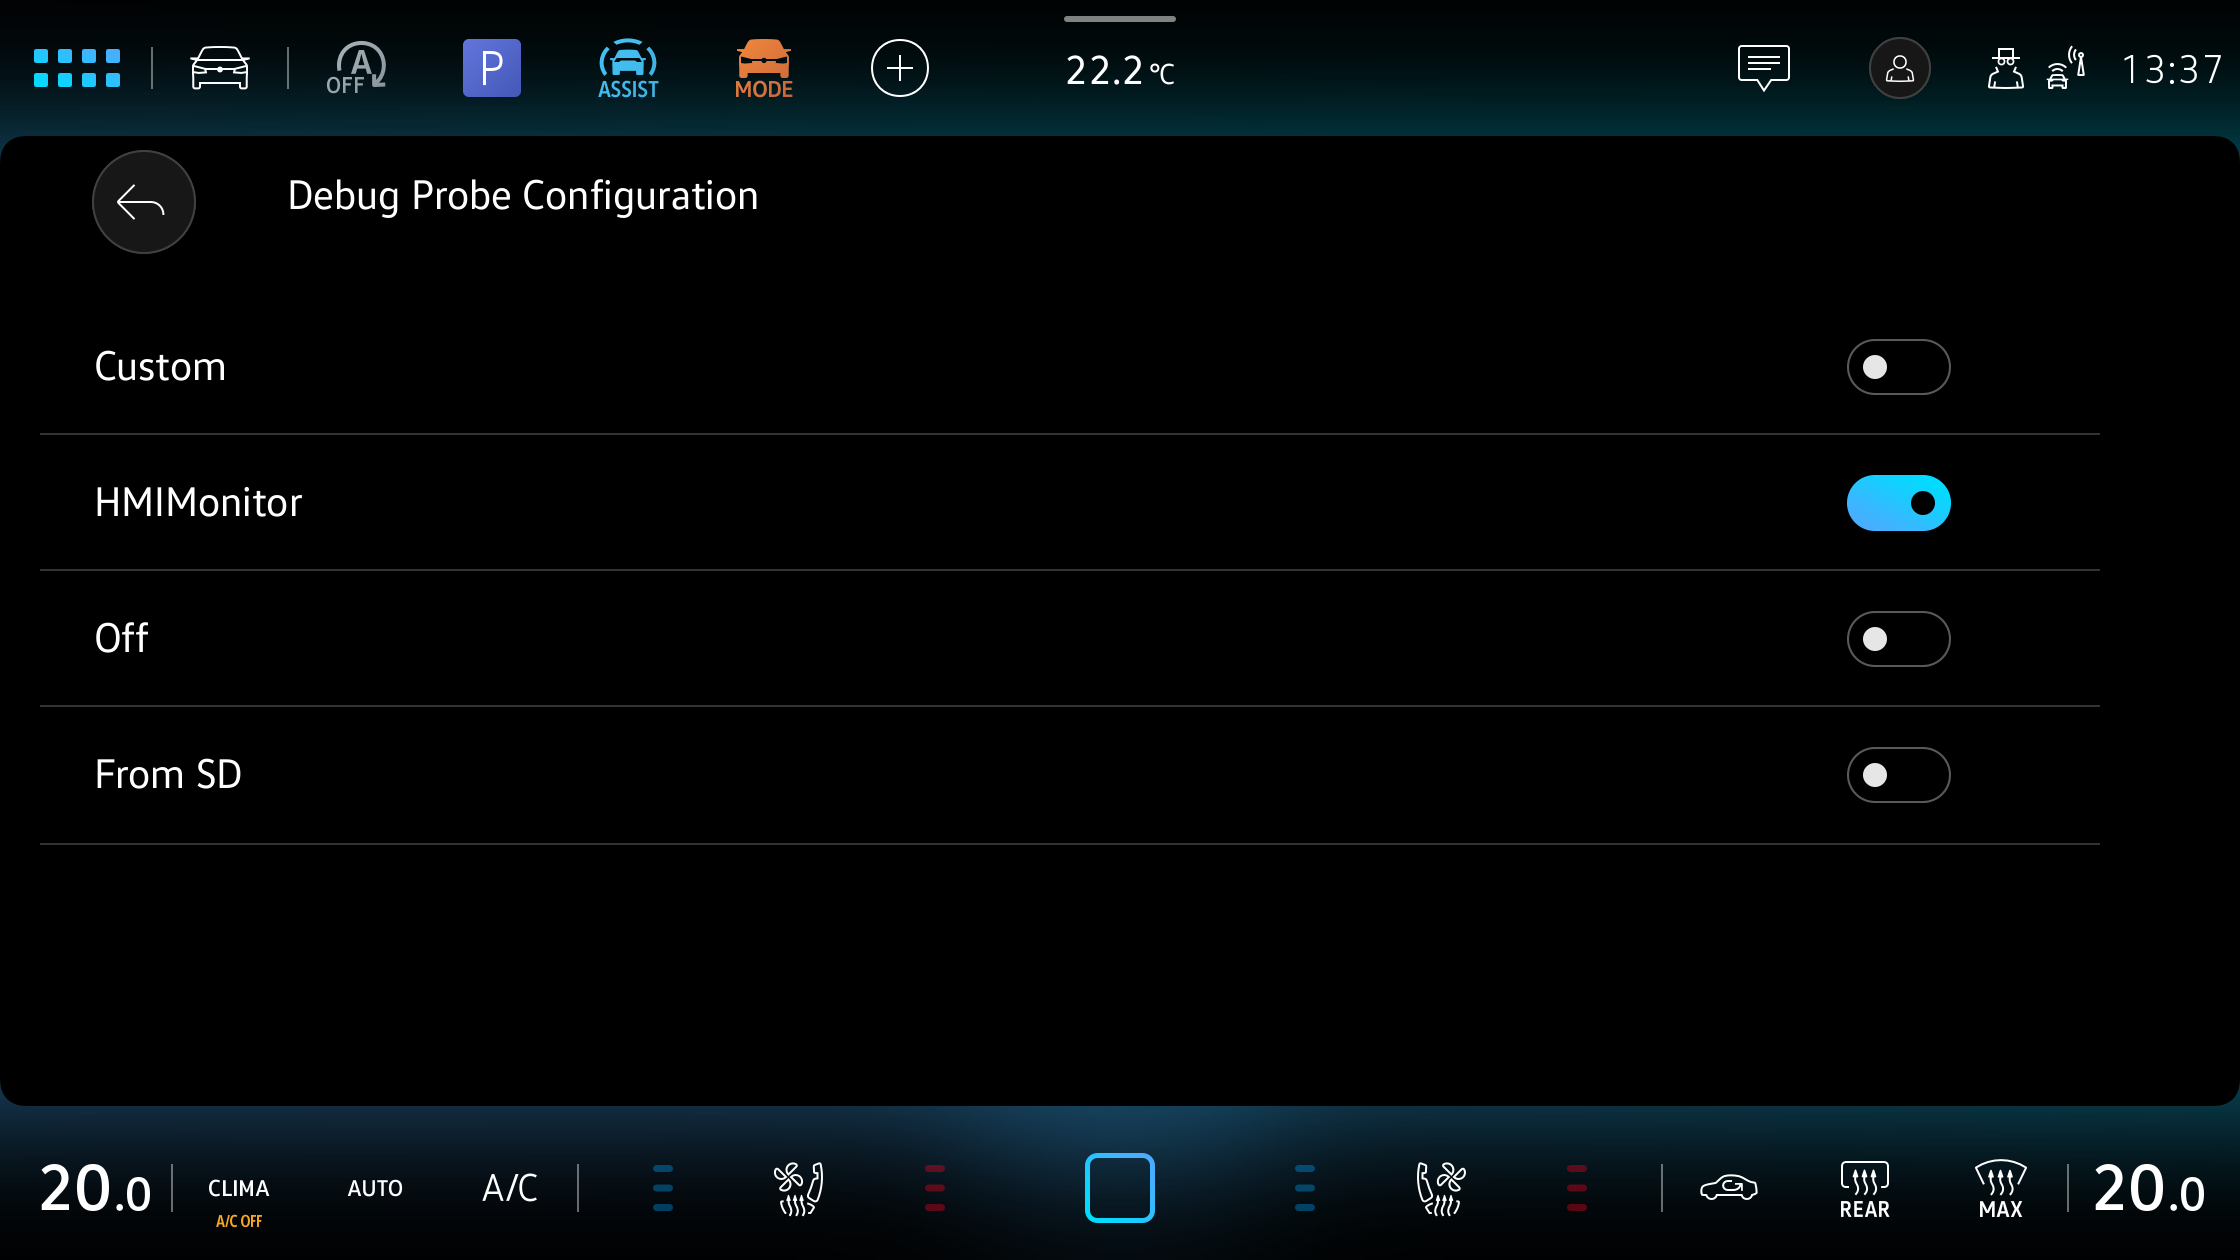 A
OFF
P
ASSIST
MODE
22.2 °C
13:37
Debug Probe Configuration
Custom
HMIMonitor
Off
From SD
20.0
CLIMA
A/C OFF
AUTO
A/C
REAR
MAX
20.0